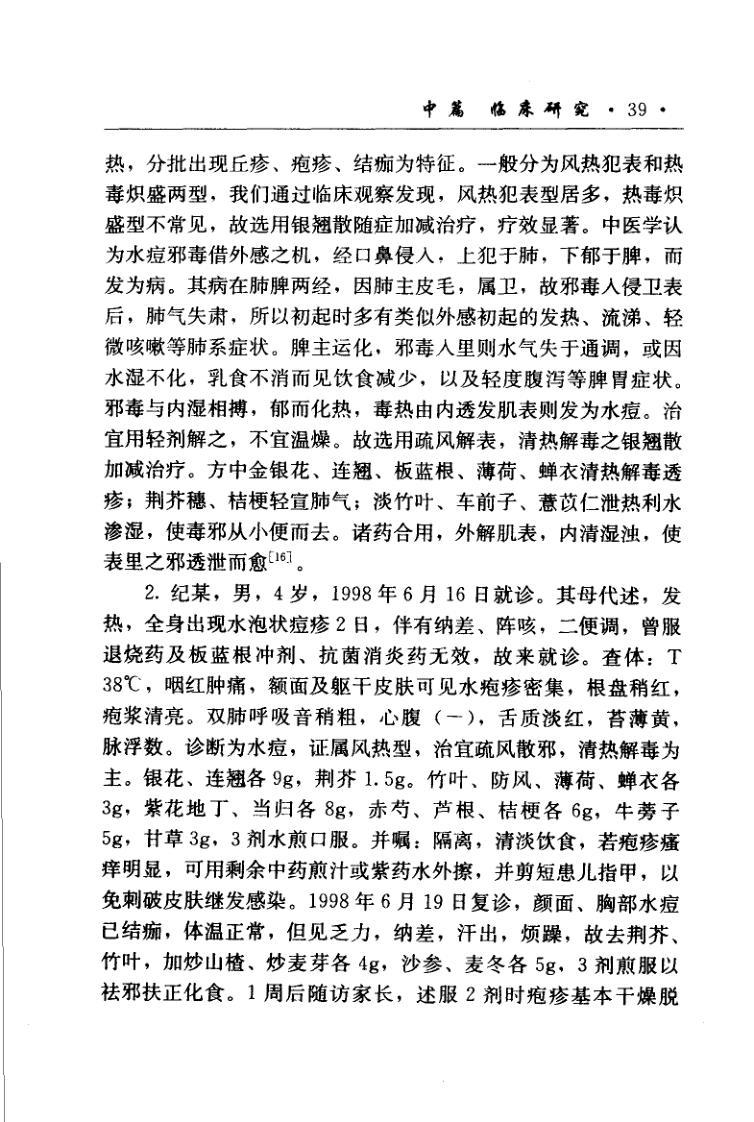 中篇 临床研究 · 39 ·
热，分批出现丘疹、疱疹、结痂为特征。一般分为风热犯表和热
毒炽盛两型，我们通过临床观察发现，风热犯表型居多，热毒炽
盛型不常见，故选用银翘散随症加减治疗，疗效显著。中医学认
为水痘邪毒借外感之机，经口鼻侵入，上犯于肺，下郁于脾，而
发为病。其病在肺脾两经，因肺主皮毛，属卫，故邪毒入侵卫表
后，肺气失肃，所以初起时多有类似外感初起的发热、流涕、轻
微咳嗽等肺系症状。脾主运化，邪毒入里则水气失于通调，或因
水湿不化，乳食不消而见饮食减少，以及轻度腹泻等脾胃症状。
邪毒与内湿相搏，郁而化热，毒热由内透发肌表则发为水痘。治
宜用轻剂解之，不宜温燥。故选用疏风解表，清热解毒之银翘散
加减治疗。方中金银花、连翘、板蓝根、薄荷、蝉衣清热解毒透
疹；荆芥穗、桔梗轻宣肺气；淡竹叶、车前子、薏苡仁泄热利水
渗湿，使毒邪从小便而去。诸药合用，外解肌表，内清湿浊，使
表里之邪透泄而愈[16]。
2. 纪某，男，4 岁，1998 年 6 月 16 日就诊。其母代述，发
热，全身出现水泡状痘疹 2 日，伴有纳差、阵咳，二便调，曾服
退烧药及板蓝根冲剂、抗菌消炎药无效，故来就诊。查体：T
38℃，咽红肿痛，额面及躯干皮肤可见水疱疹密集，根盘稍红，
疱浆清亮。双肺呼吸音稍粗，心腹（一），舌质淡红，苔薄黄，
脉浮数。诊断为水痘，证属风热型，治宜疏风散邪，清热解毒为
主。银花、连翘各 9g，荆芥 1.5g。竹叶、防风、薄荷、蝉衣各
3g，紫花地丁、当归各 8g，赤芍、芦根、桔梗各 6g，牛蒡子
5g，甘草 3g，3 剂水煎口服。并嘱：隔离，清淡饮食，若疱疹瘙
痒明显，可用剩余中药煎汁或紫药水外擦，并剪短患儿指甲，以
免刺破皮肤继发感染。1998 年 6 月 19 日复诊，颜面、胸部水痘
已结痂，体温正常，但见乏力，纳差，汗出，烦躁，故去荆芥、
竹叶，加炒山楂、炒麦芽各 4g，沙参、麦冬各 5g，3 剂煎服以
祛邪扶正化食。1 周后随访家长，述服 2 剂时疱疹基本干燥脱